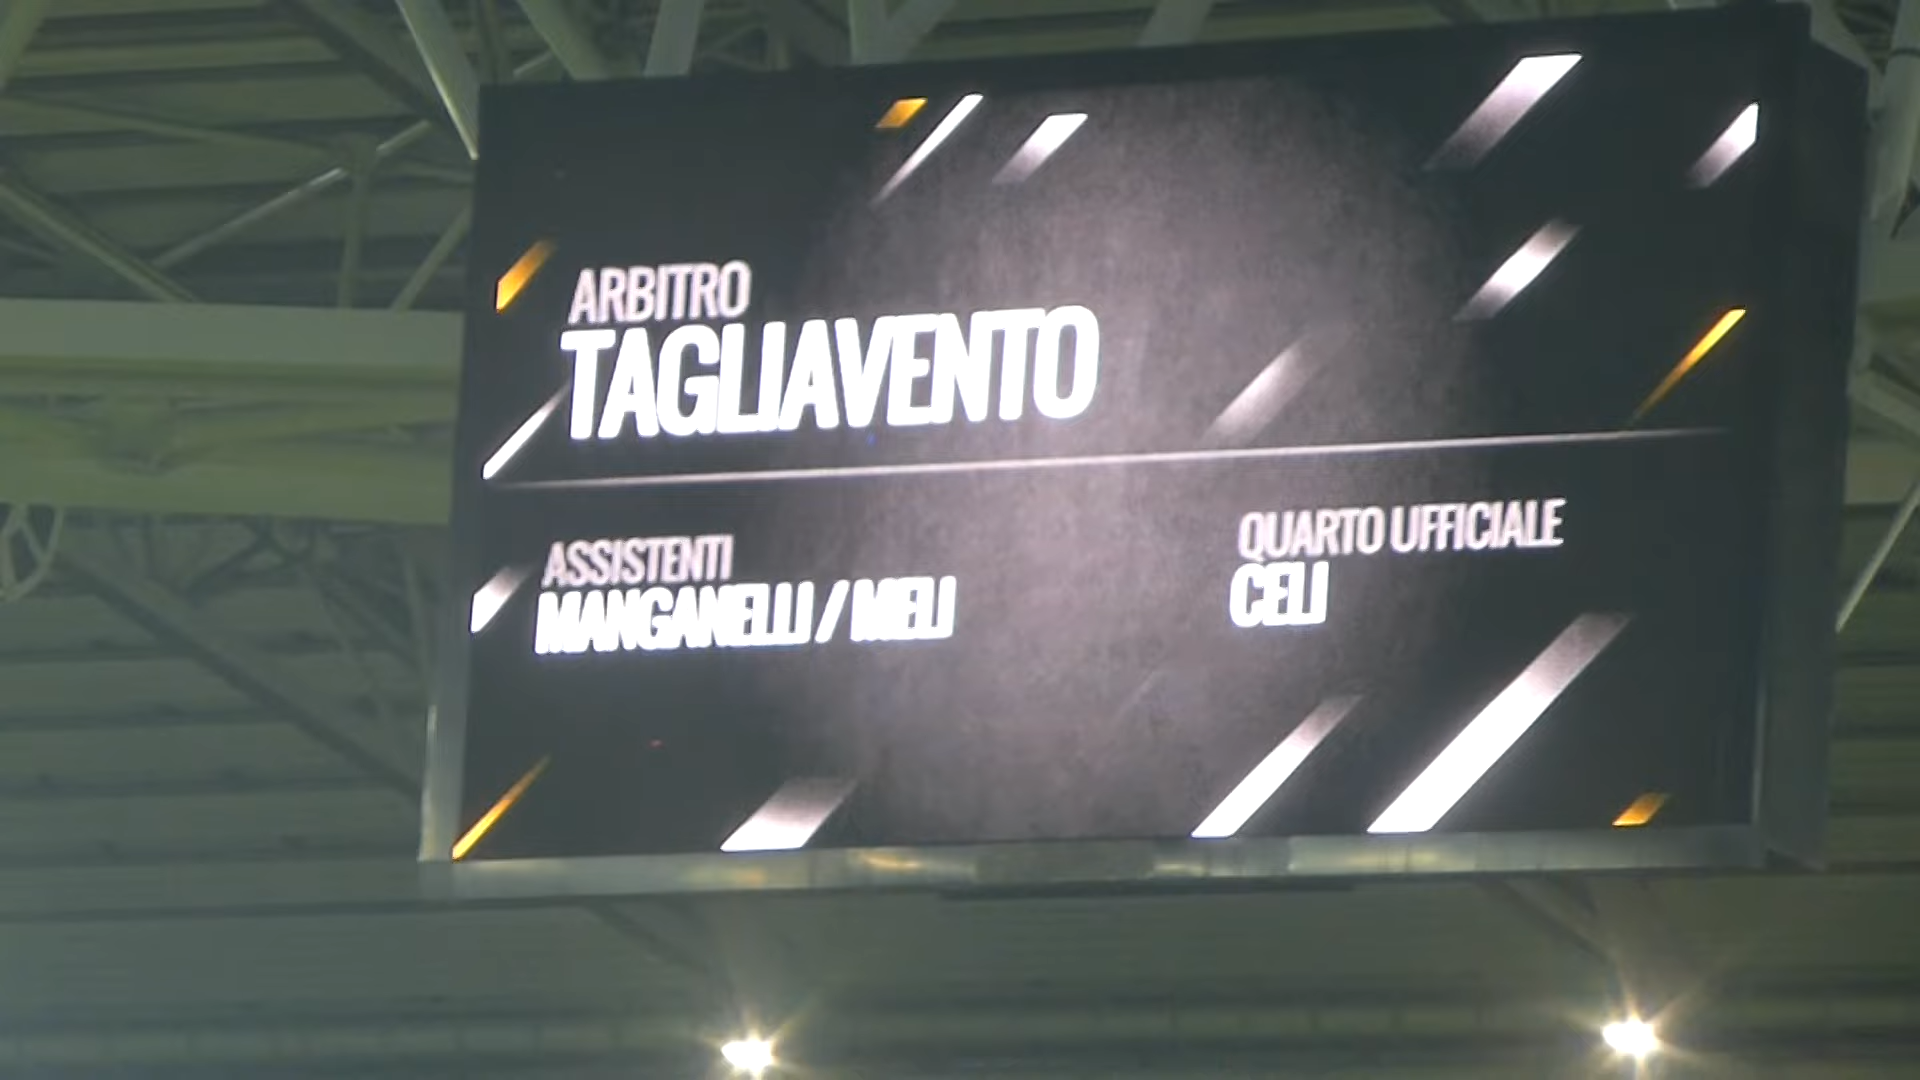 ARBITRO
TAGLIAVENTO
ASSISTENTI
MANGANELLI / MELI
QUARTO UFFICIALE
CELI